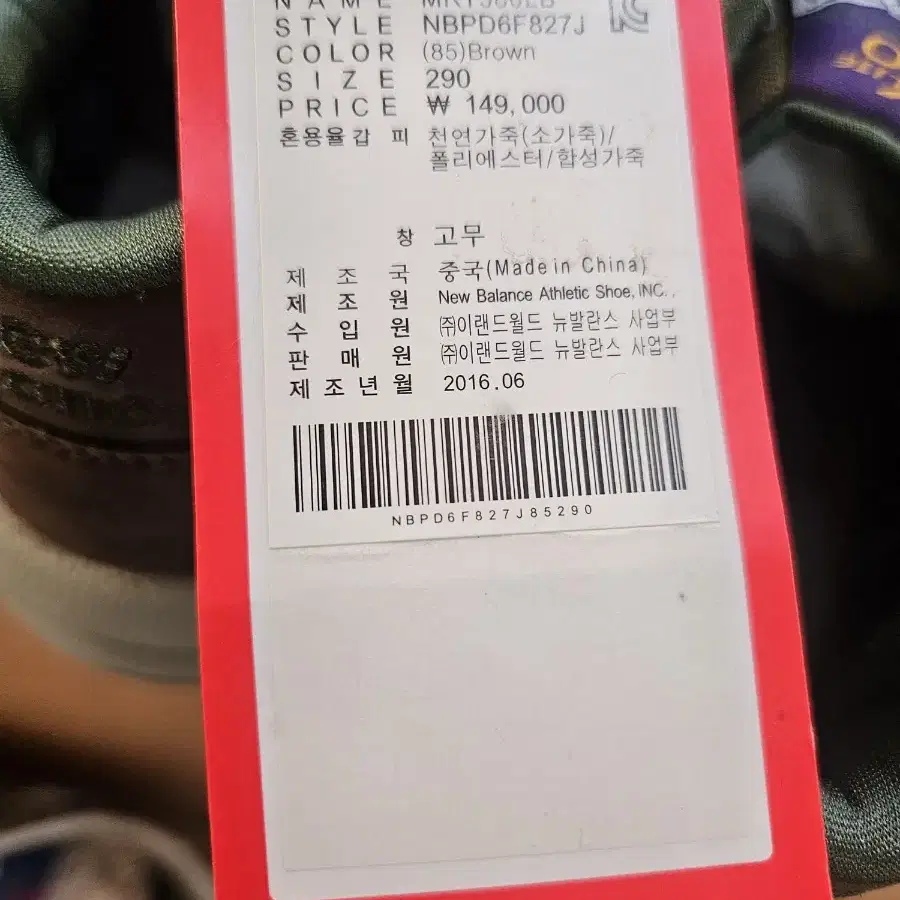 NAME
STYLE NBPD6F827J
COLOR (85)Brown
SIZE 290
PRICE ₩ 149,000
혼용율갑 피 천연가죽(소가죽)/
폴리에스터/합성가죽
창 고무
제 조 국 중국(Made in China)
제 조 원 New Balance Athletic Shoe, INC.,
수 입 원 ㈜이랜드월드 뉴발란스 사업부
판 매 원 ㈜이랜드월드 뉴발란스 사업부
제조년월 2016.06
NBPD6F827J85290